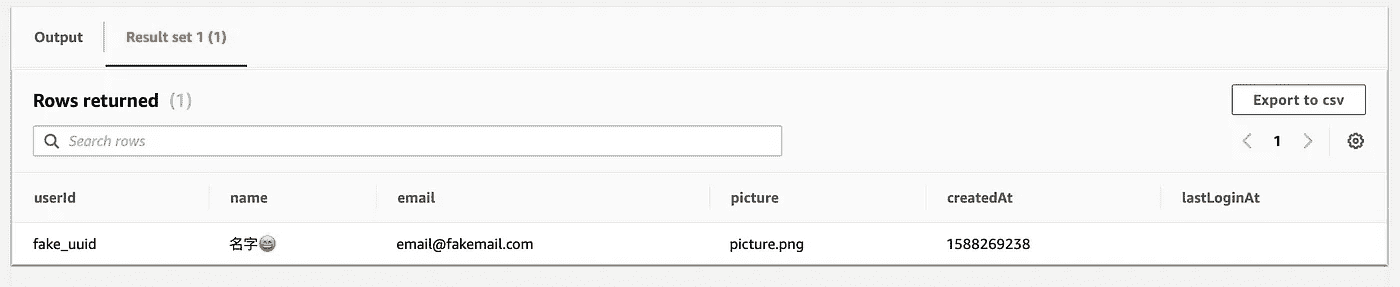 Output Result set 1 (1)
Rows returned (1)
Export to csv
Search rows
1
userId name email picture createdAt lastLoginAt
fake_uuid 名字😄 email@fakemail.com picture.png 1588269238